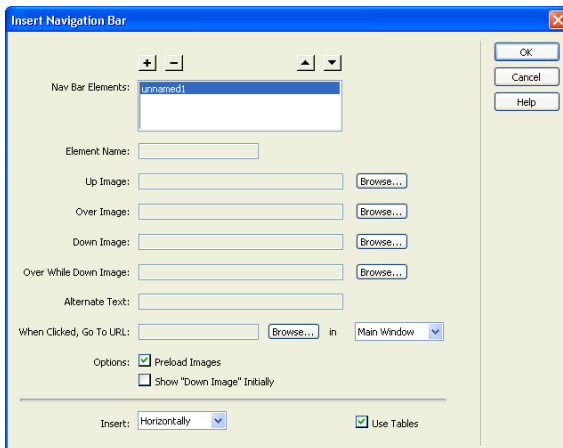 Insert Navigation Bar
OK
Nav Bar Elements: unnamed1
Cancel
Help
Element Name:
Up Image: Browse...
Over Image: Browse...
Down Image: Browse...
Over While Down Image: Browse...
Alternate Text:
When Clicked, Go To URL: Browse... in Main Window
Options: Preload Images
Show "Down Image" Initially
Insert: Horizontally Use Tables